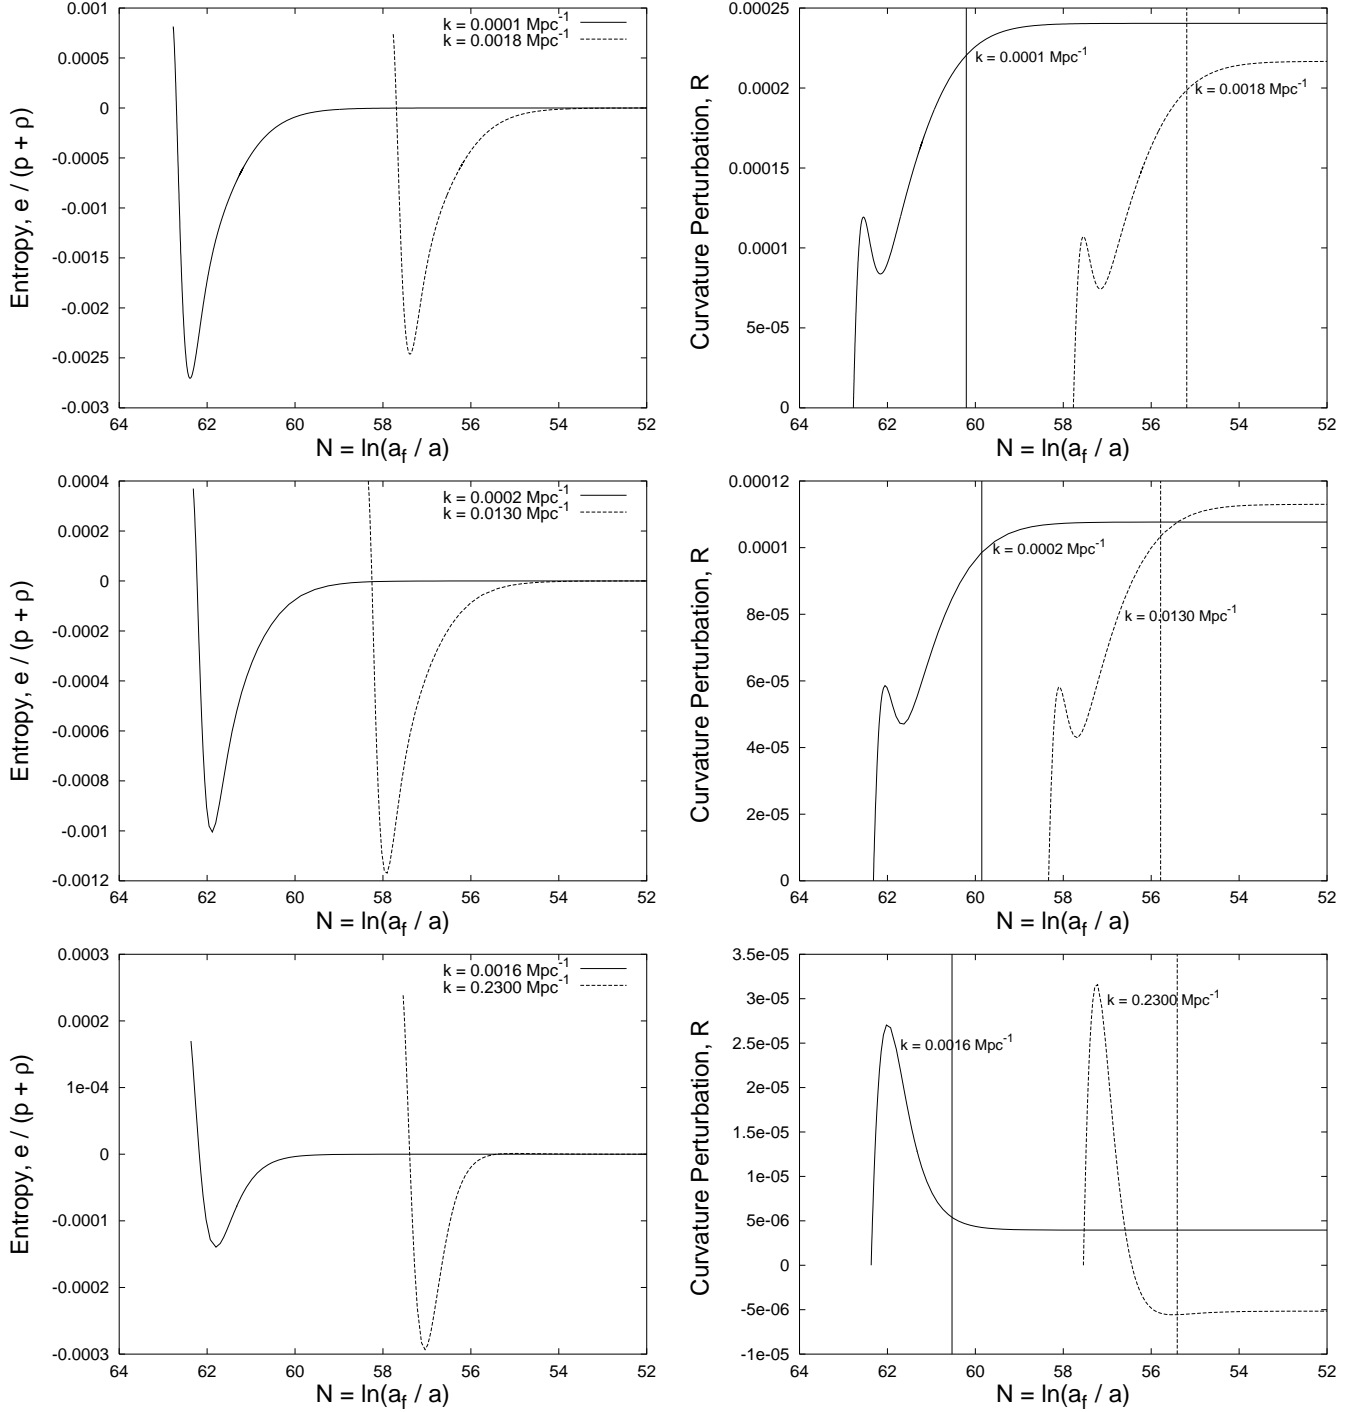 0.001
0.0005
0
-0.0005
-0.001
-0.0015
-0.002
-0.0025
-0.003
64 62 60 58 56 54 52
Entropy, e / (p + ρ)
N = ln(a_f / a)
k = 0.0001 Mpc^-1
k = 0.0018 Mpc^-1
0.00025
0.0002
0.00015
0.0001
5e-05
0
64 62 60 58 56 54 52
Curvature Perturbation, R
N = ln(a_f / a)
k = 0.0001 Mpc^-1
k = 0.0018 Mpc^-1
0.0004
0.0002
0
-0.0002
-0.0004
-0.0006
-0.0008
-0.001
-0.0012
64 62 60 58 56 54 52
Entropy, e / (p + ρ)
N = ln(a_f / a)
k = 0.0002 Mpc^-1
k = 0.0130 Mpc^-1
0.00012
0.0001
8e-05
6e-05
4e-05
2e-05
0
64 62 60 58 56 54 52
Curvature Perturbation, R
N = ln(a_f / a)
k = 0.0002 Mpc^-1
k = 0.0130 Mpc^-1
0.0003
0.0002
1e-04
0
-0.0001
-0.0002
-0.0003
64 62 60 58 56 54 52
Entropy, e / (p + ρ)
N = ln(a_f / a)
k = 0.0016 Mpc^-1
k = 0.2300 Mpc^-1
3.5e-05
3e-05
2.5e-05
2e-05
1.5e-05
1e-05
5e-06
0
-5e-06
-1e-05
64 62 60 58 56 54 52
Curvature Perturbation, R
N = ln(a_f / a)
k = 0.2300 Mpc^-1
k = 0.0016 Mpc^-1